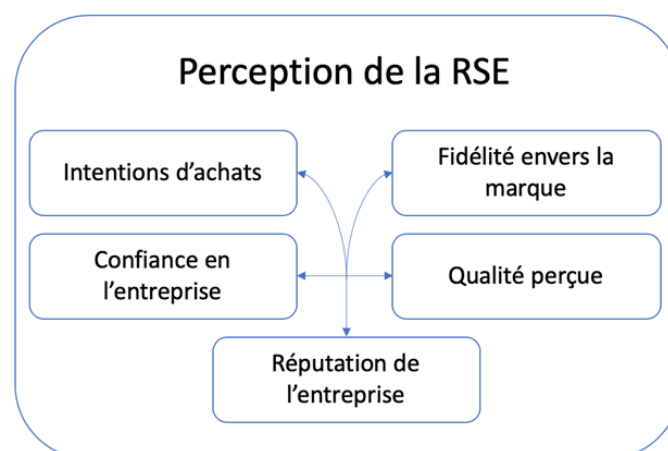 Perception de la RSE
Intentions d’achats
Fidélité envers la
marque
Confiance en
l’entreprise
Qualité perçue
Réputation de
l’entreprise